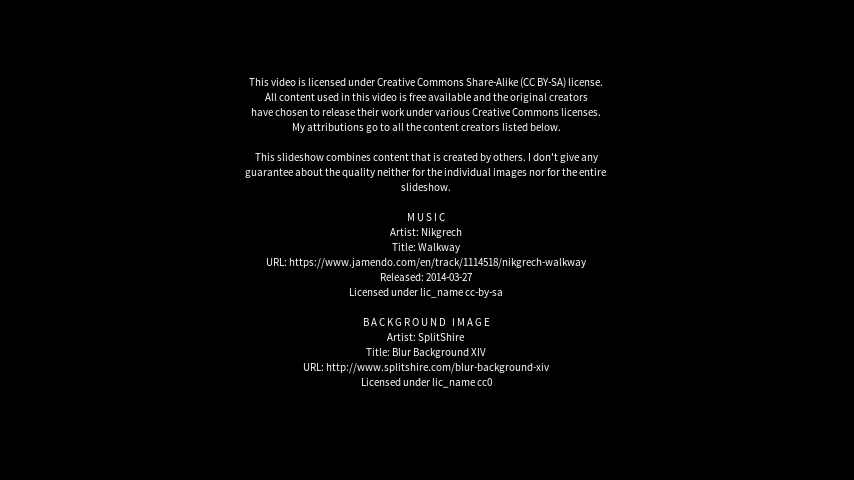 This video is licensed under Creative Commons Share-Alike (CC BY-SA) license.
All content used in this video is free available and the original creators
have chosen to release their work under various Creative Commons licenses.
My attributions go to all the content creators listed below.
This slideshow combines content that is created by others. I don't give any
guarantee about the quality neither for the individual images nor for the entire
slideshow.
MUSIC
Artist: Nikgrech
Title: Walkway
URL: https://www.jamendo.com/en/track/1114518/nikgrech-walkway
Released: 2014-03-27
Licensed under lic_name cc-by-sa
BACKGROUND IMAGE
Artist: SplitShire
Title: Blur Background XIV
URL: http://www.splitshire.com/blur-background-xiv
Licensed under lic_name cc0